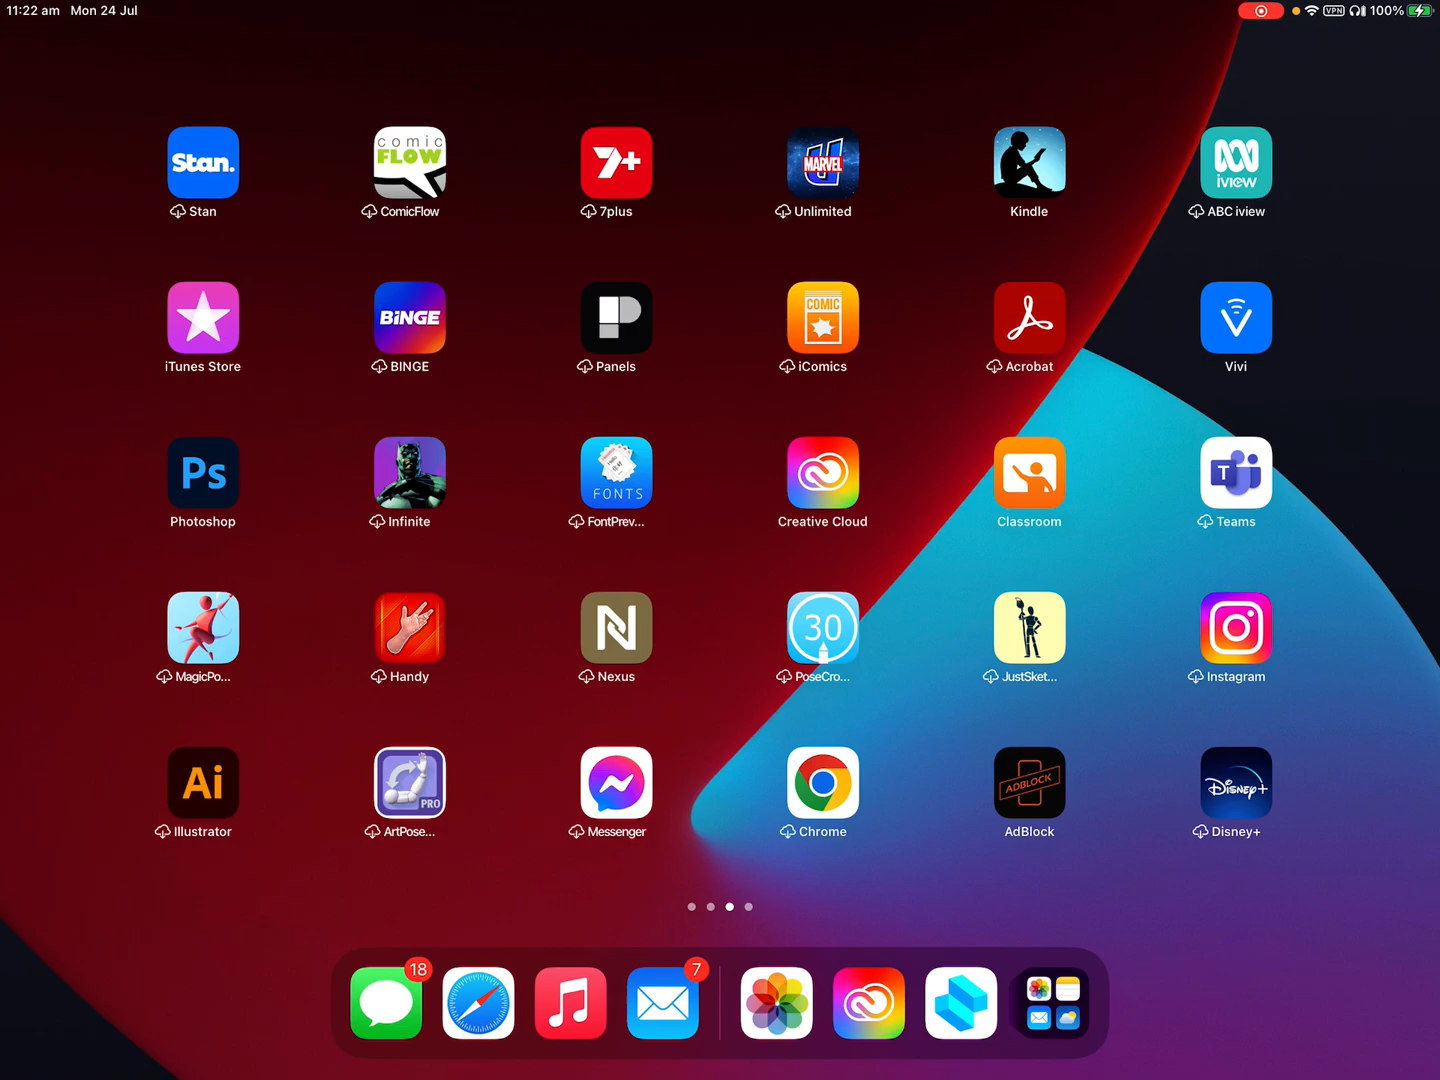 11:22 am Mon 24 Jul
VPN 100%
Stan.
comic FLOW
7+
MARVEL U
iview
Stan
ComicFlow
7plus
Unlimited
Kindle
ABC iview
BINGE
COMIC
iTunes Store
BINGE
Panels
iComics
Acrobat
Vivi
Ps
FONTS
T
Photoshop
Infinite
FontPrev...
Creative Cloud
Classroom
Teams
N
30
MagicPo...
Handy
Nexus
PoseCro...
JustSket...
Instagram
Ai
PRO
ADBLOCK
Disney+
Illustrator
ArtPose...
Messenger
Chrome
AdBlock
Disney+
18
7